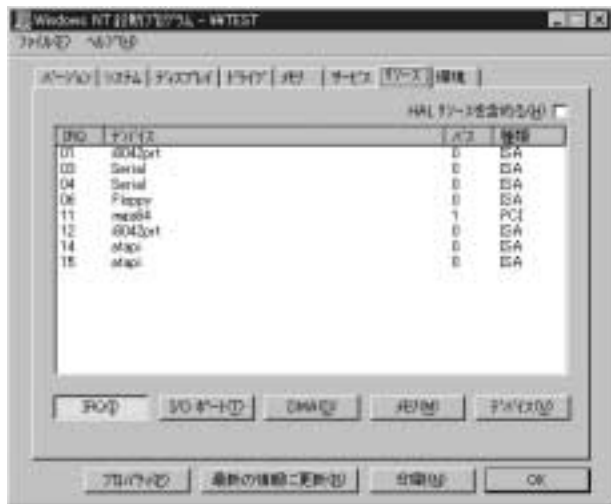 Windows NT 診断プログラム - ¥¥TEST
ファイル(F) ヘルプ(H)
バージョン システム ディスプレイ ドライブ メモリ サービス リソース 環境
HAL リソースを含める(H)
IRQ デバイス バス 種類
01 i8042prt 0 ISA
03 Serial 0 ISA
04 Serial 0 ISA
06 Floppy 0 ISA
11 1 PCI
12 i8042prt 0 ISA
14 atapi 0 ISA
15 atapi 0 ISA
IRQ(I) I/O ポート(T) DMA(D) メモリ(M) デバイス(V)
プロパティ(P) 最新の情報に更新(R) 印刷(N) OK